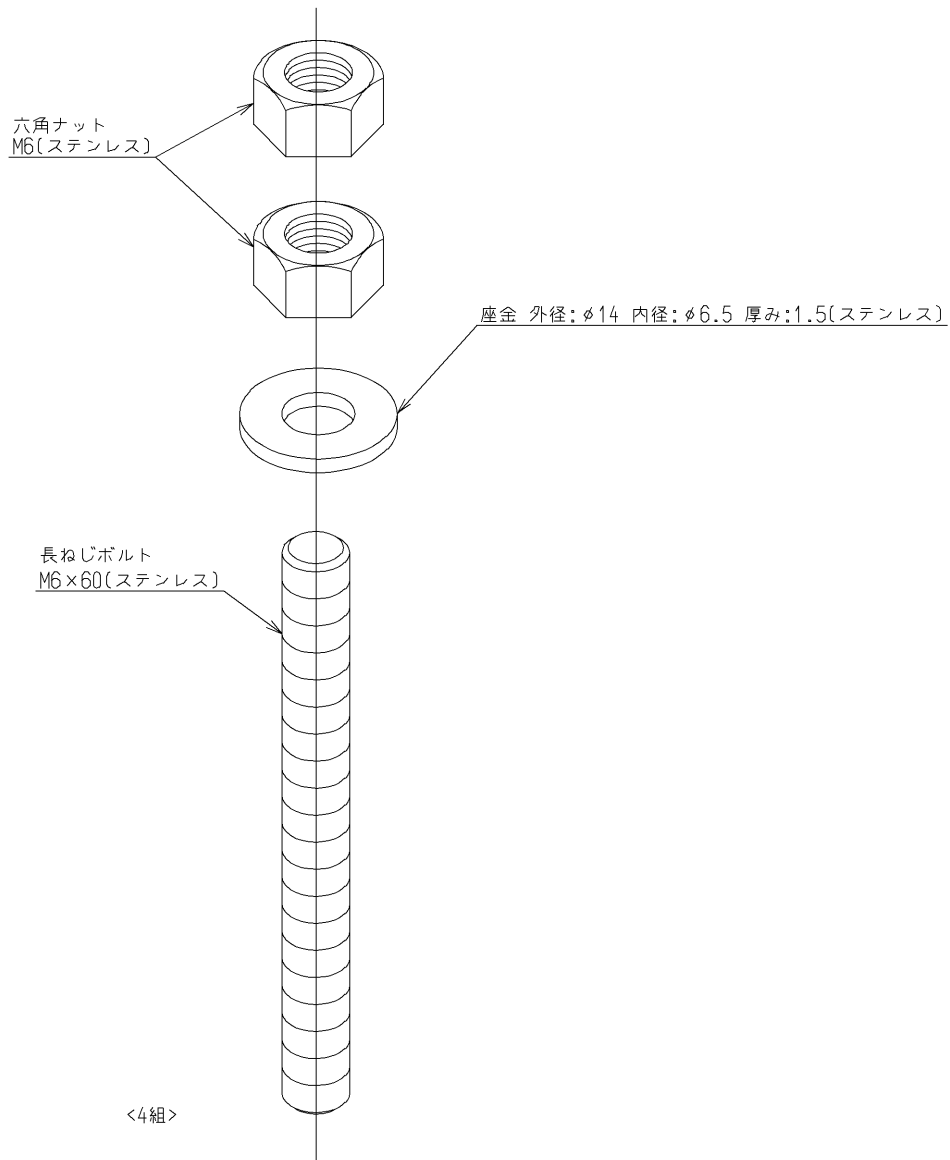 六角ナット
M6(ステンレス)
座金 外径:φ14 内径:φ6.5 厚み:1.5(ステンレス)
長ねじボルト
M6×60(ステンレス)
<4組>